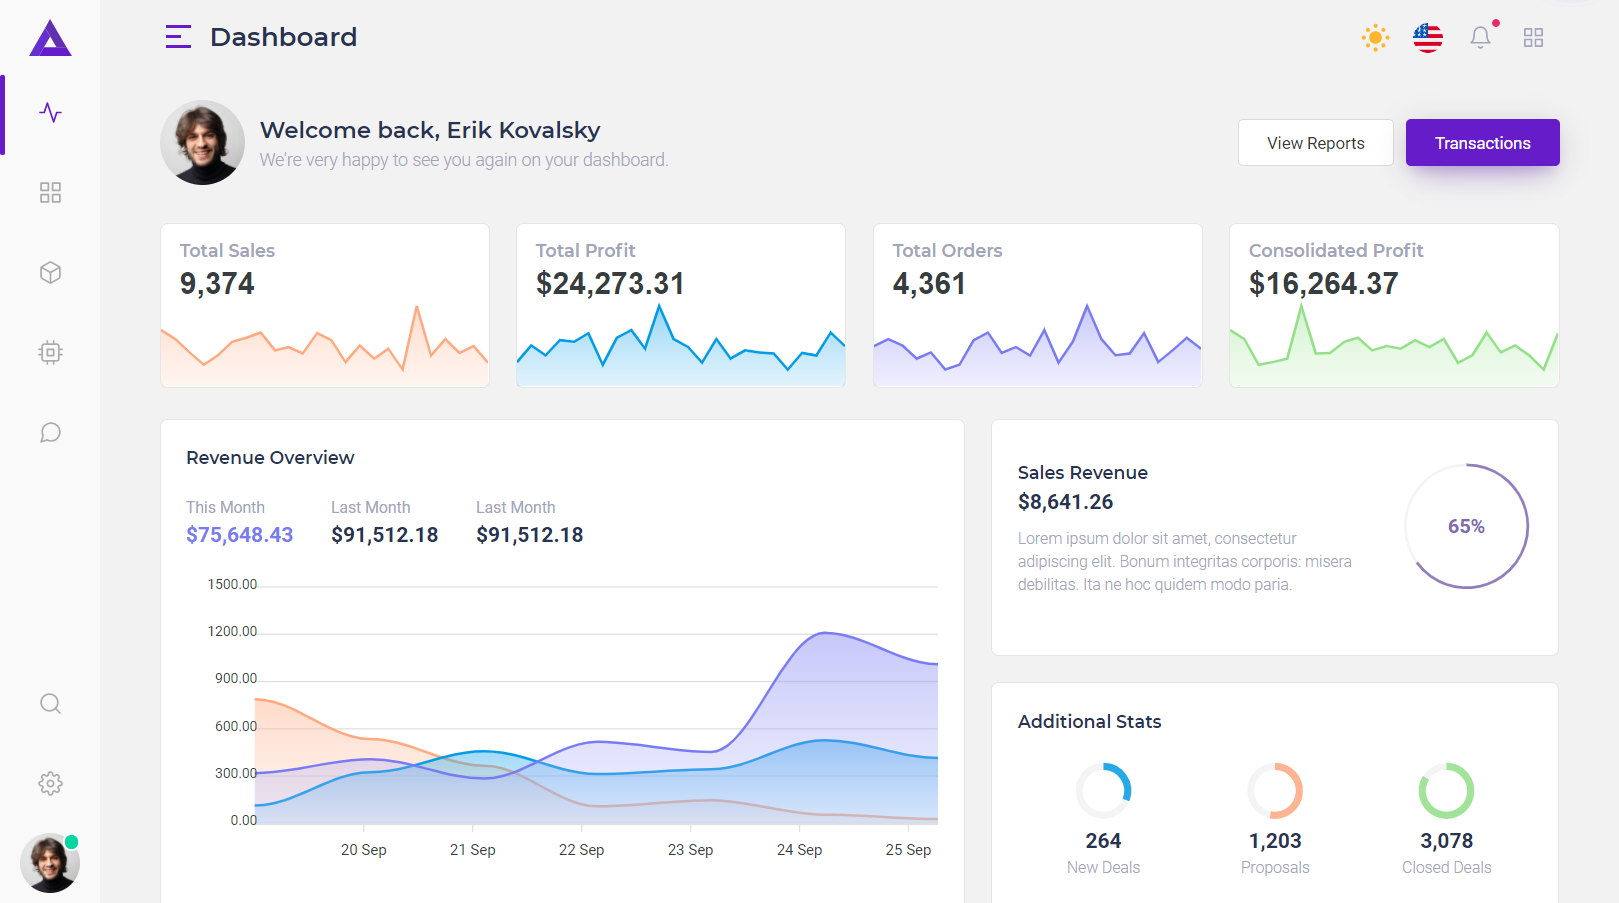 Dashboard
Welcome back, Erik Kovalsky
We're very happy to see you again on your dashboard.
View Reports
Transactions
Total Sales
9,374
Total Profit
$24,273.31
Total Orders
4,361
Consolidated Profit
$16,264.37
Revenue Overview
This Month
$75,648.43
Last Month
$91,512.18
Last Month
$91,512.18
1500.00
1200.00
900.00
600.00
300.00
0.00
20 Sep
21 Sep
22 Sep
23 Sep
24 Sep
25 Sep
Sales Revenue
$8,641.26
Lorem ipsum dolor sit amet, consectetur
adipiscing elit. Bonum integritas corporis: misera
debilitas. Ita ne hoc quidem modo paria.
65%
Additional Stats
264
New Deals
1,203
Proposals
3,078
Closed Deals